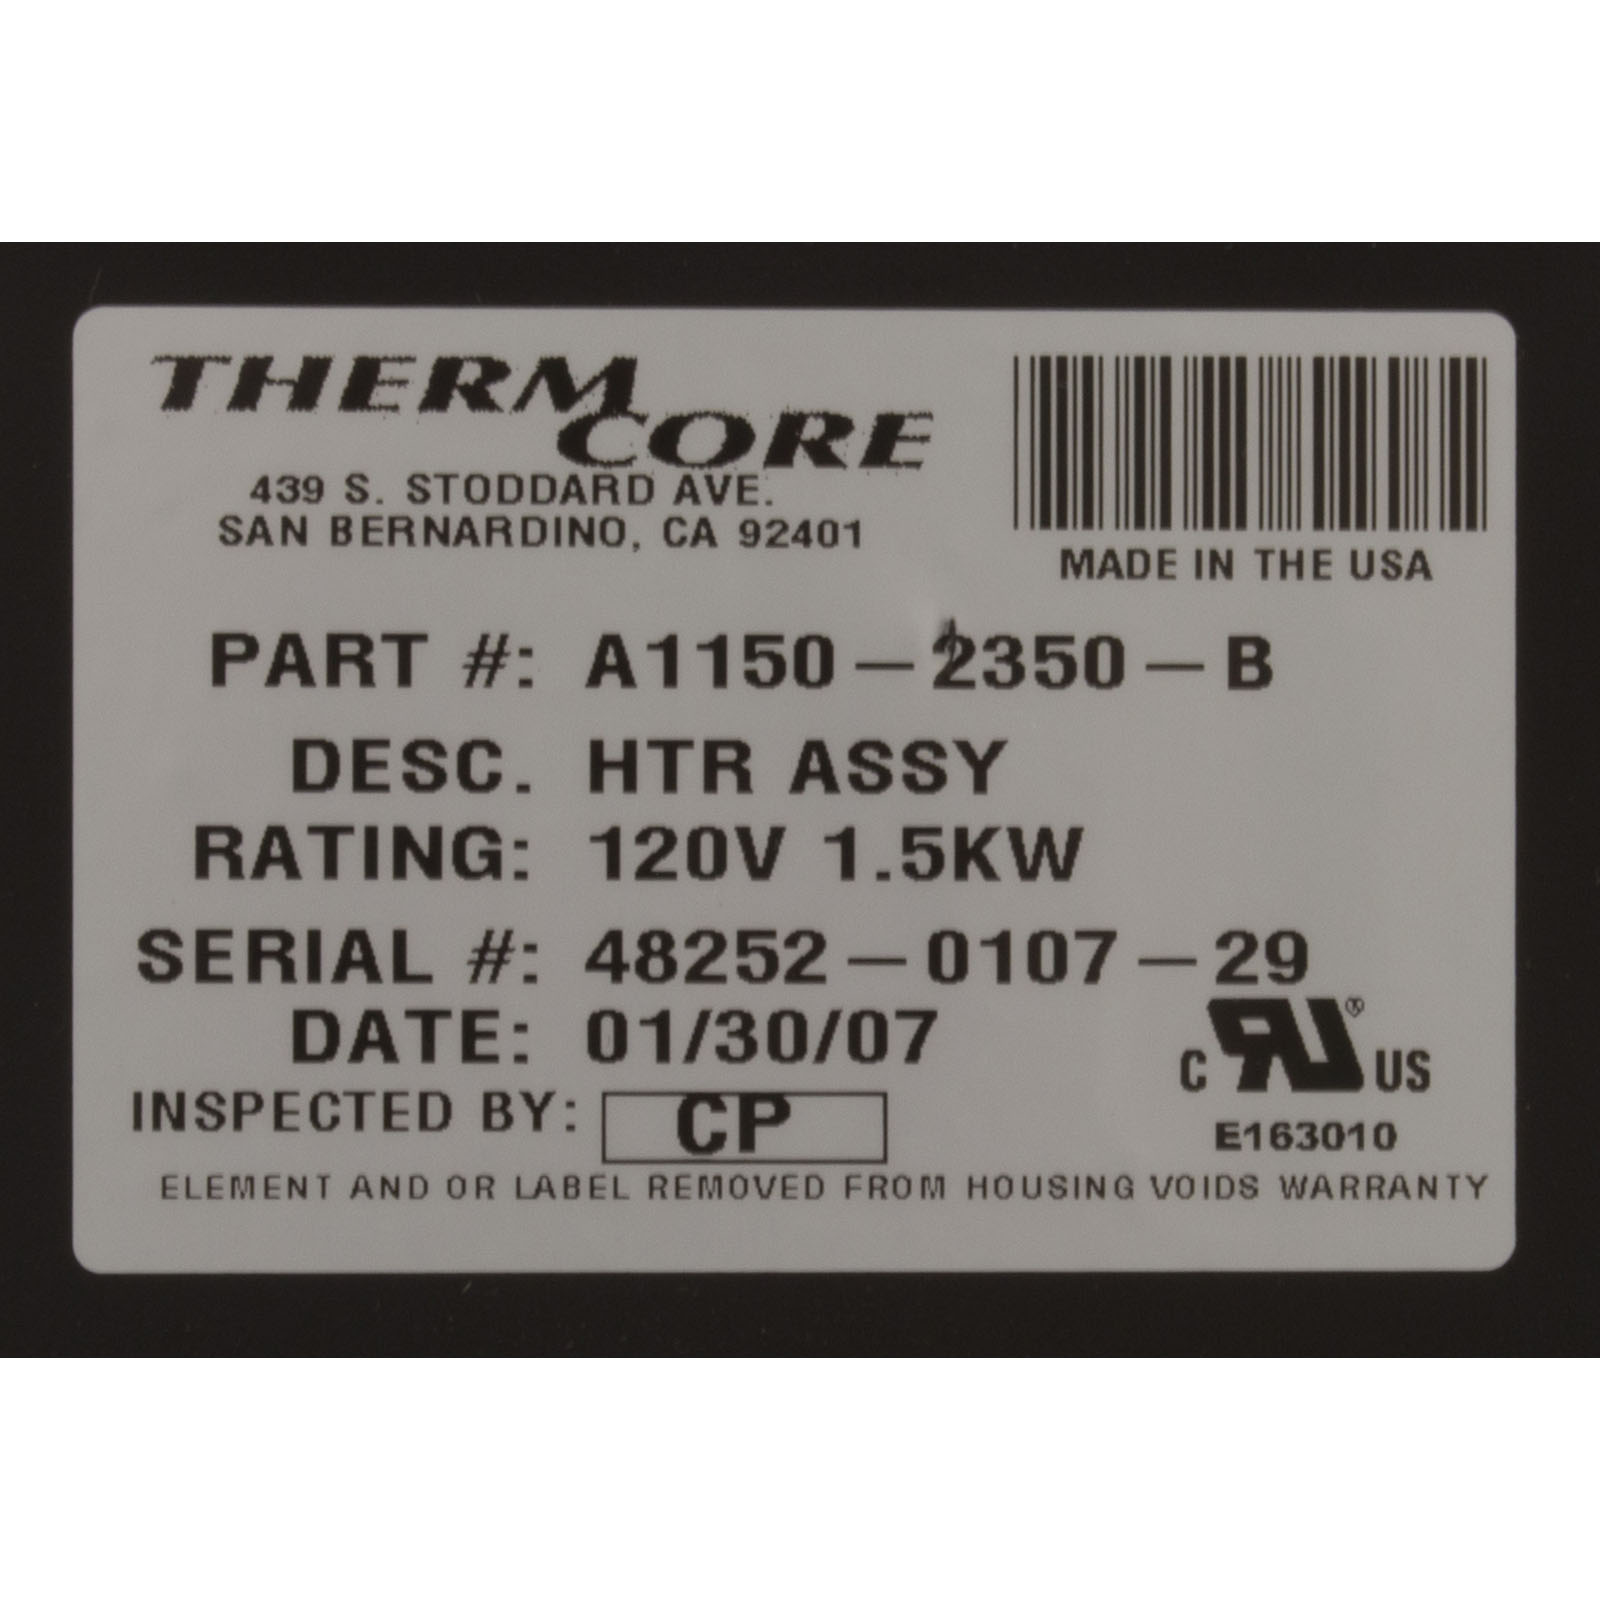 THERM
CORE
439 S. STODDARD AVE.
SAN BERNARDINO, CA 92401
MADE IN THE USA
PART #: A1150-2350-B
DESC. HTR ASSY
RATING: 120V 1.5KW
SERIAL #: 48252-0107-29
DATE: 01/30/07
C RU® US
INSPECTED BY: CP
E163010
ELEMENT AND OR LABEL REMOVED FROM HOUSING VOIDS WARRANTY